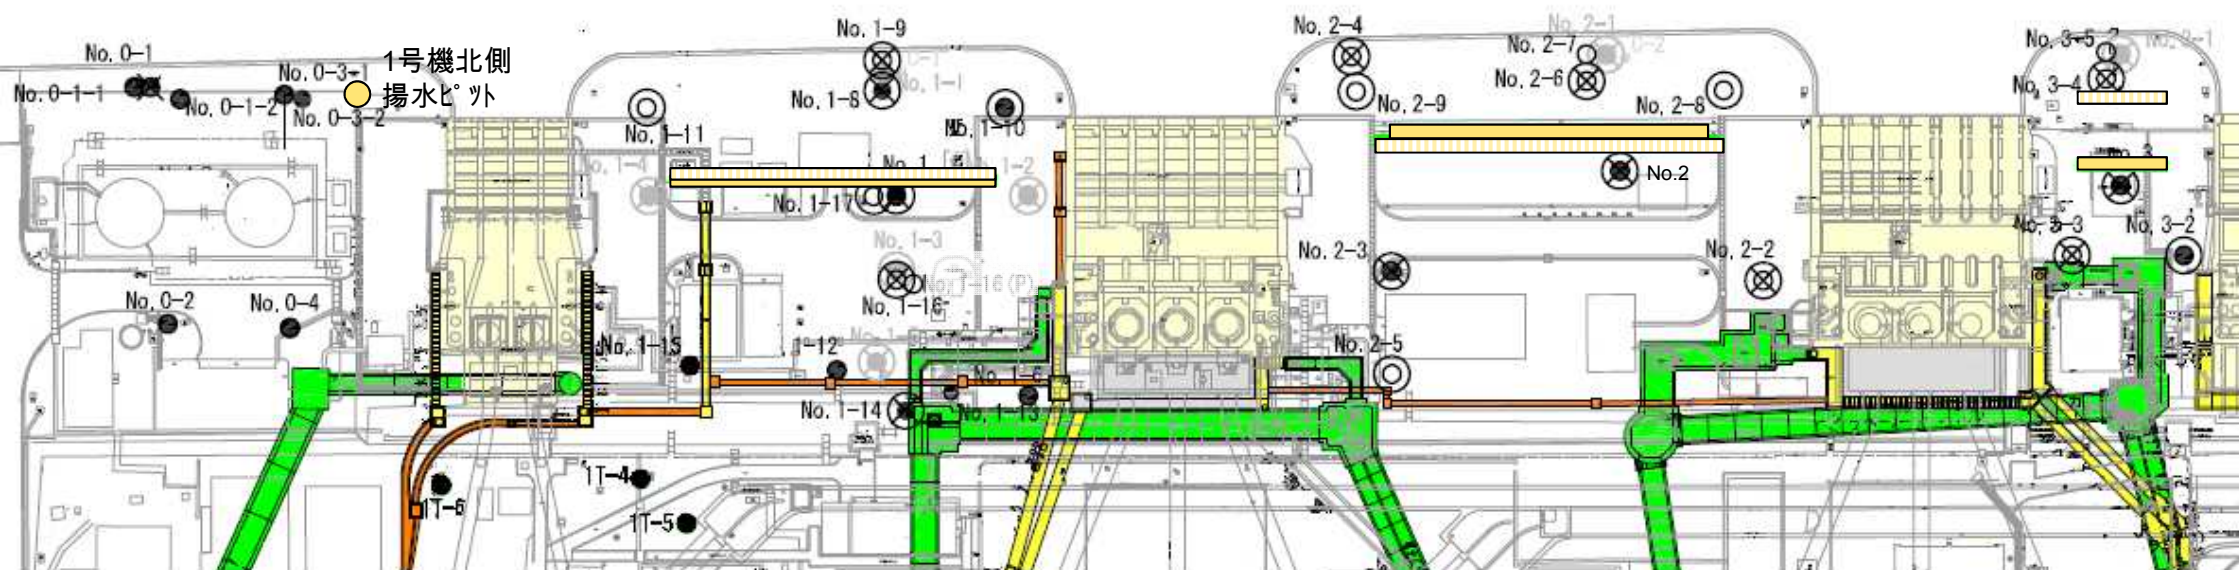 No. 0-1
No. 0-1-1
No. 0-1-2
No. 0-3-1
No. 0-3-2
1号機北側
揚水ピット
No. 0-2
No. 0-4
No. 1-9
No. 1-1
No. 1-8
No. 1-11
No. 1-10
No. 1
No. 1-17
No. 1-3
No. 1-16(P)
No. 1-16
No. 1-15
1-12
No. 1-14
No. 1-13
1T-4
1T-5
1T-6
No. 2-4
No. 2-1
No. 2-7
No. 2-6
No. 2-9
No. 2-8
No.2
No. 2-3
No. 2-2
No. 2-5
No. 3-5
No. 3-4
No. 3-3
No. 3-2